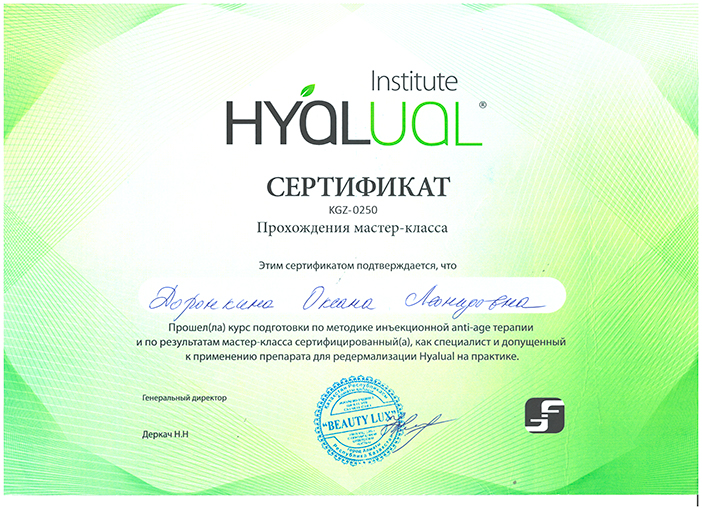 Institute
HYALUAL®
СЕРТИФИКАТ
KGZ-0250
Прохождения мастер-класса
Этим сертификатом подтверждается, что
Доронкина Оксана Леонидовна
Прошел(ла) курс подготовки по методике инъекционной anti-age терапии
и по результатам мастер-класса сертифицированный(а), как специалист и допущенный
к применению препарата для редермализации Hyalual на практике.
Генеральный директор
"BEAUTY LUX"
Деркач Н.Н